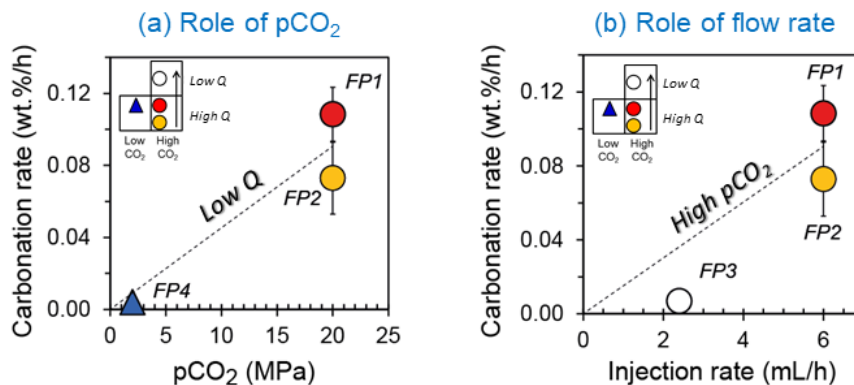 (a) Role of pCO₂
Carbonation rate (wt.%/h)
0.12
0.08
0.04
0.00
Low Q
High Q
Low CO₂
High CO₂
FP1
FP2
Low Q
FP4
0 5 10 15 20 25
pCO₂ (MPa)
(b) Role of flow rate
Carbonation rate (wt.%/h)
0.12
0.08
0.04
0.00
Low Q
High Q
Low CO₂
High CO₂
FP1
High pCO₂
FP2
FP3
0 2 4 6
Injection rate (mL/h)